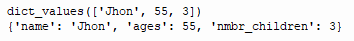 dict_values(['Jhon', 55, 3])
{'name': 'Jhon', 'ages': 55, 'nmbr_children': 3}